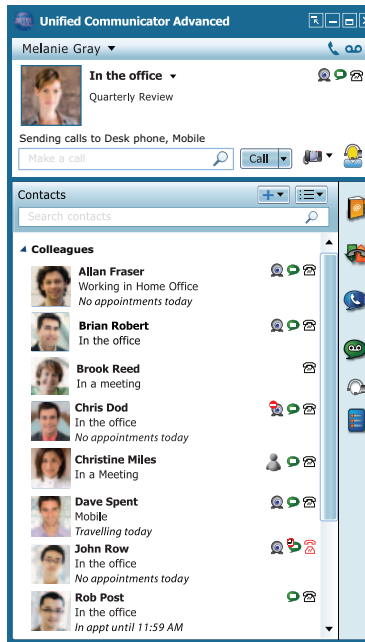 Unified Communicator Advanced
Melanie Gray
In the office
Quarterly Review
Sending calls to Desk phone, Mobile
Make a call
Call
Contacts
Search contacts
Colleagues
Allan Fraser
Working in Home Office
No appointments today
Brian Robert
In the office
Brook Reed
In a meeting
Chris Dod
In the office
No appointments today
Christine Miles
In a Meeting
Dave Spent
Mobile
Travelling today
John Row
In the office
No appointments today
Rob Post
In the office
In appt until 11:59 AM